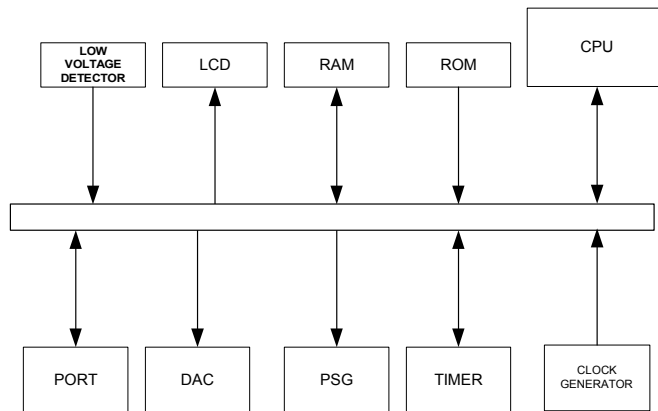 LOW
VOLTAGE
DETECTOR
LCD
RAM
ROM
CPU
PORT
DAC
PSG
TIMER
CLOCK
GENERATOR